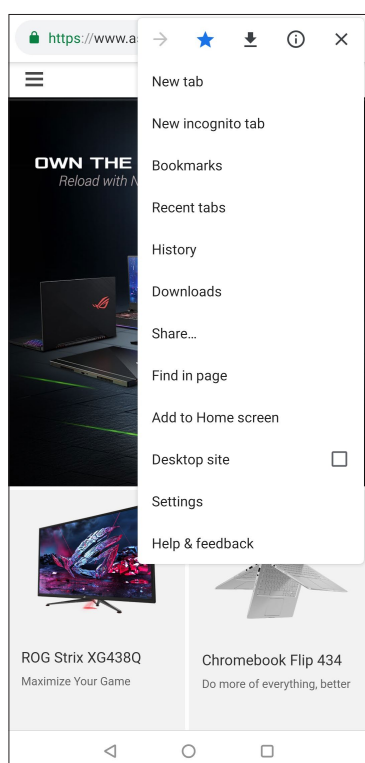 https://www.a
New tab
New incognito tab
Bookmarks
Recent tabs
History
Downloads
Share…
Find in page
Add to Home screen
Desktop site
Settings
Help & feedback
OWN THE
Reload with N
ROG Strix XG438Q
Maximize Your Game
Chromebook Flip 434
Do more of everything, better